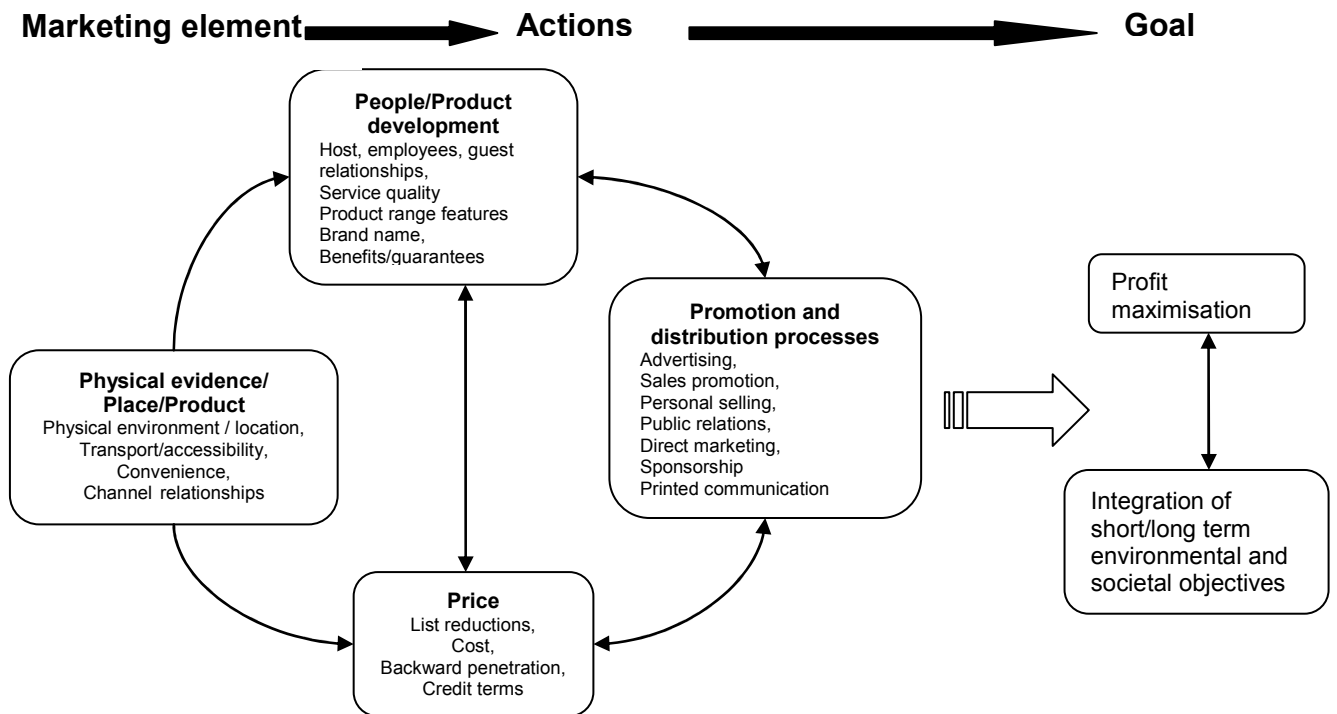 Marketing element
Actions
Goal
People/Product
development
Host, employees, guest
relationships,
Service quality
Product range features
Brand name,
Benefits/guarantees
Promotion and
distribution processes
Advertising,
Sales promotion,
Personal selling,
Public relations,
Direct marketing,
Sponsorship
Printed communication
Physical evidence/
Place/Product
Physical environment / location,
Transport/accessibility,
Convenience,
Channel relationships
Price
List reductions,
Cost,
Backward penetration,
Credit terms
Profit
maximisation
Integration of
short/long term
environmental and
societal objectives